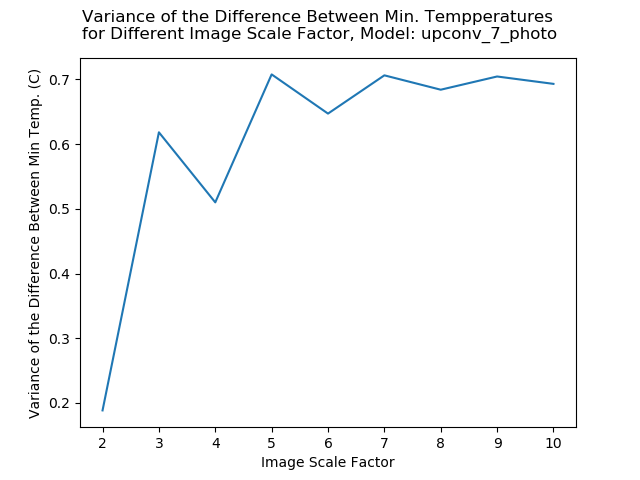 Variance of the Difference Between Min. Tempperatures
for Different Image Scale Factor, Model: upconv_7_photo
Variance of the Difference Between Min Temp. (C)
0.7
0.6
0.5
0.4
0.3
0.2
2 3 4 5 6 7 8 9 10
Image Scale Factor